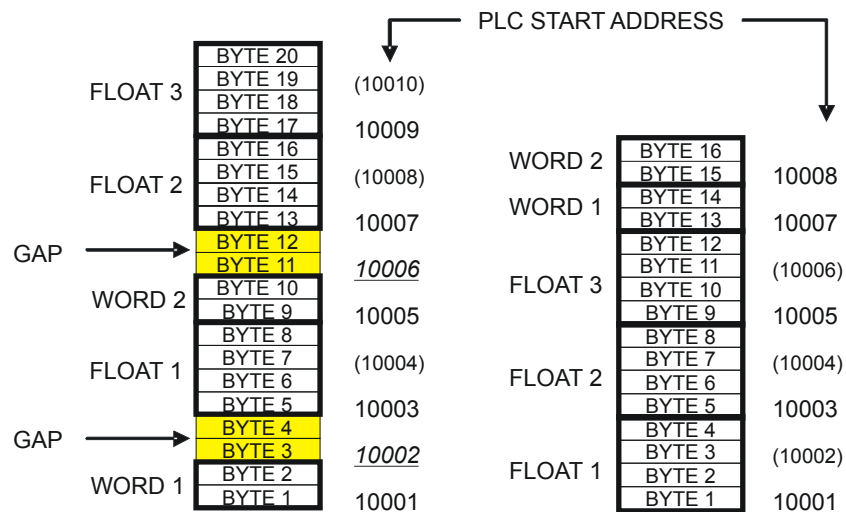 PLC START ADDRESS
BYTE 20
FLOAT 3
BYTE 19
(10010)
BYTE 18
BYTE 17
10009
BYTE 16
FLOAT 2
BYTE 15
(10008)
BYTE 14
BYTE 13
10007
GAP
BYTE 12
BYTE 11
10006
WORD 2
BYTE 10
BYTE 9
10005
BYTE 8
FLOAT 1
BYTE 7
(10004)
BYTE 6
BYTE 5
10003
GAP
BYTE 4
BYTE 3
10002
WORD 1
BYTE 2
BYTE 1
10001
WORD 2
BYTE 16
BYTE 15
10008
WORD 1
BYTE 14
BYTE 13
10007
BYTE 12
FLOAT 3
BYTE 11
(10006)
BYTE 10
BYTE 9
10005
BYTE 8
FLOAT 2
BYTE 7
(10004)
BYTE 6
BYTE 5
10003
BYTE 4
FLOAT 1
BYTE 3
(10002)
BYTE 2
BYTE 1
10001